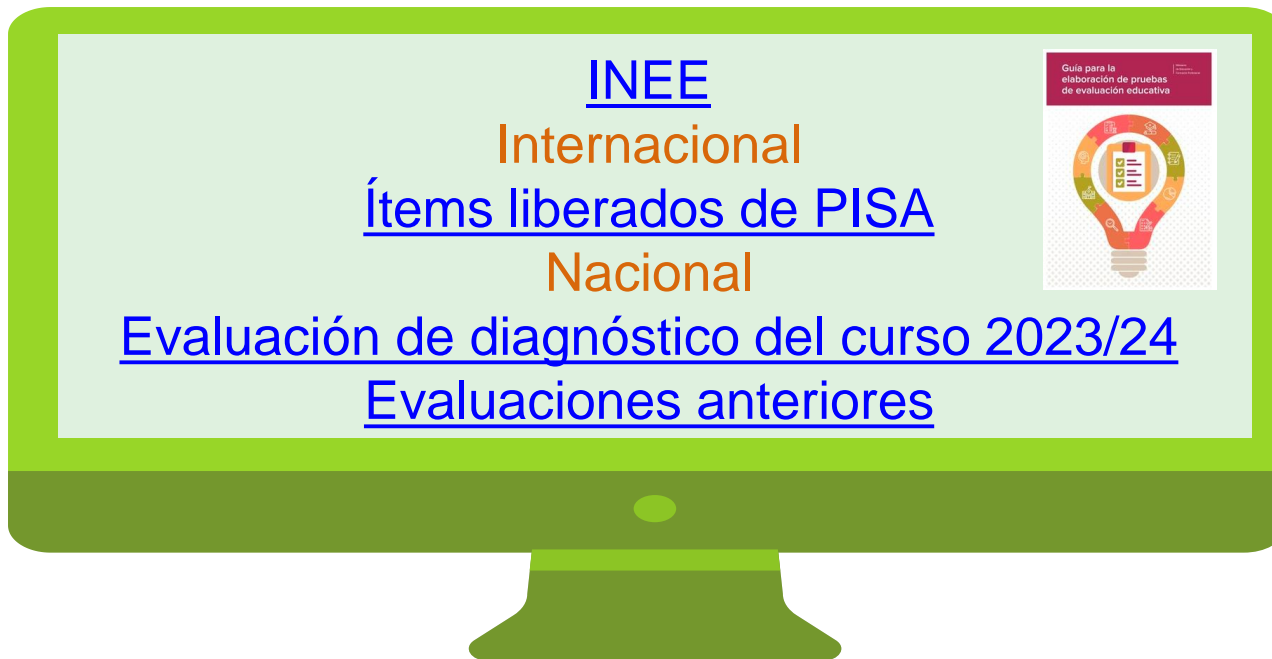 INEE
Internacional
Ítems liberados de PISA
Nacional
Evaluación de diagnóstico del curso 2023/24
Evaluaciones anteriores
Guía para la
elaboración de pruebas
de evaluación educativa